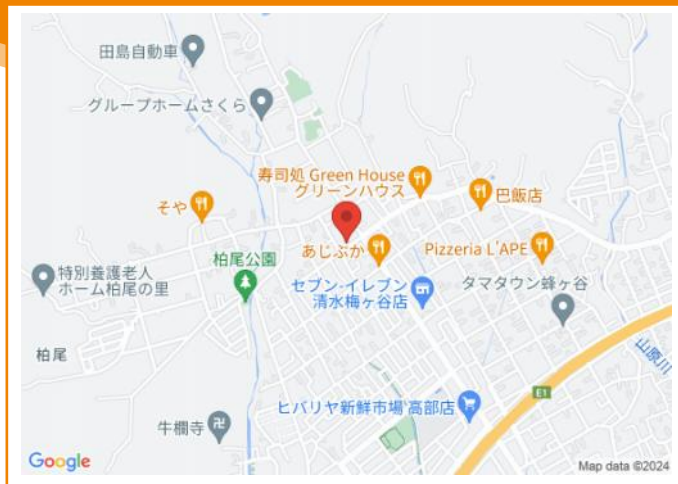 田島自動車
グループホームさくら
寿司処 Green House
グリーンハウス
巴飯店
そや
あじぶか
Pizzeria L'APE
柏尾公園
特別養護老人
ホーム柏尾の里
セブン-イレブン
清水梅ヶ谷店
タマタウン蜂ヶ谷
柏尾
山原川
E1
ヒバリヤ新鮮市場 高部店
牛欄寺
卍
Google
Map data ©2024